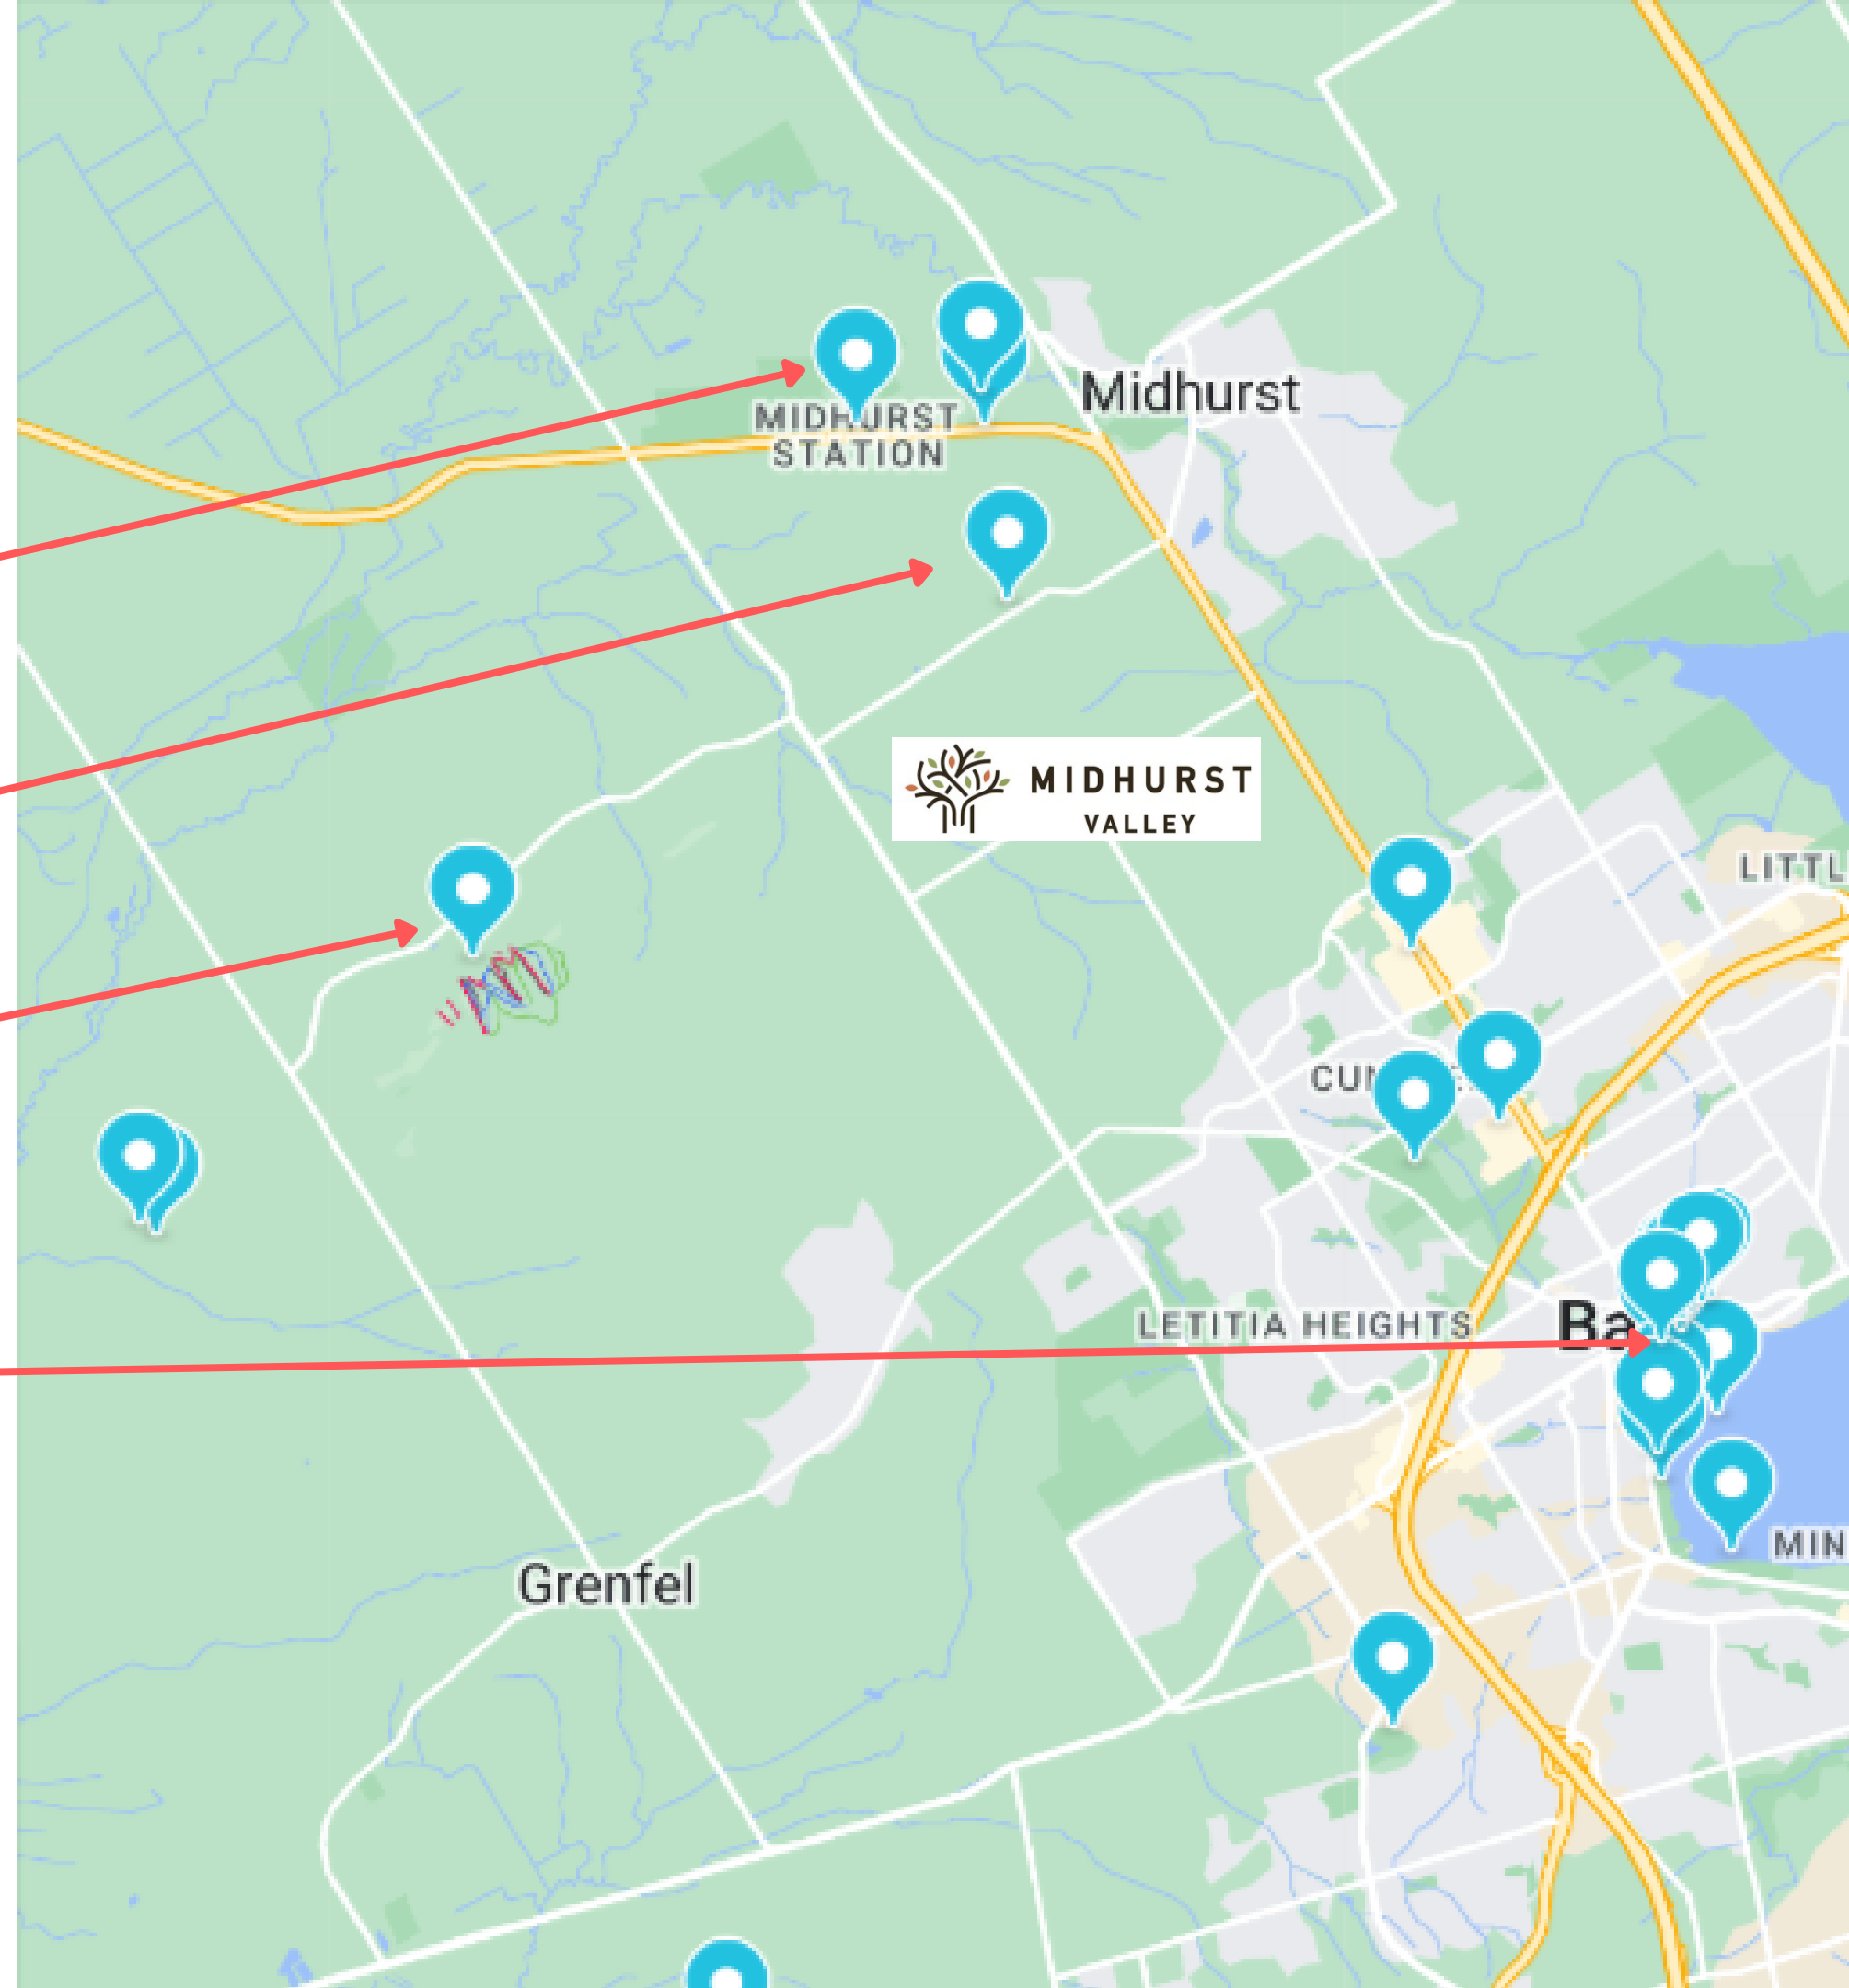 Midhurst
MIDHURST
STATION
MIDHURST
VALLEY
LITTL
CUN
LETITIA HEIGHTS
Ba
MIN
Grenfel